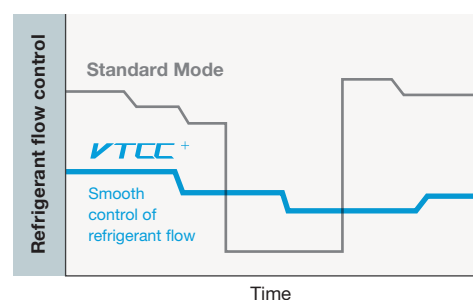 Refrigerant flow control
Standard Mode
VTCC +
Smooth
control of
refrigerant flow
Time